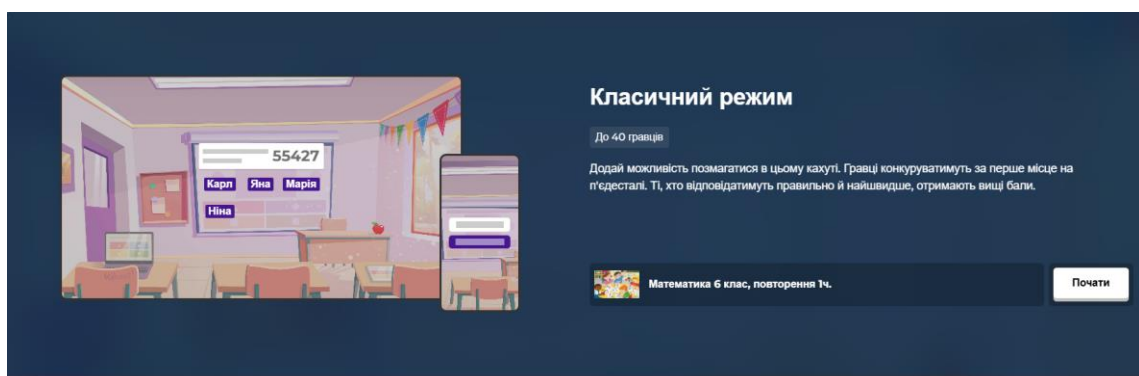 55427
Карл Яна Марія
Ніна
Класичний режим
До 40 гравців
Додай можливість позмагатися в цьому кахуті. Гравці конкуруватимуть за перше місце на
п'єдесталі. Ті, хто відповідатимуть правильно й найшвидше, отримають вищі бали.
Математика 6 клас, повторення 1ч.
Почати